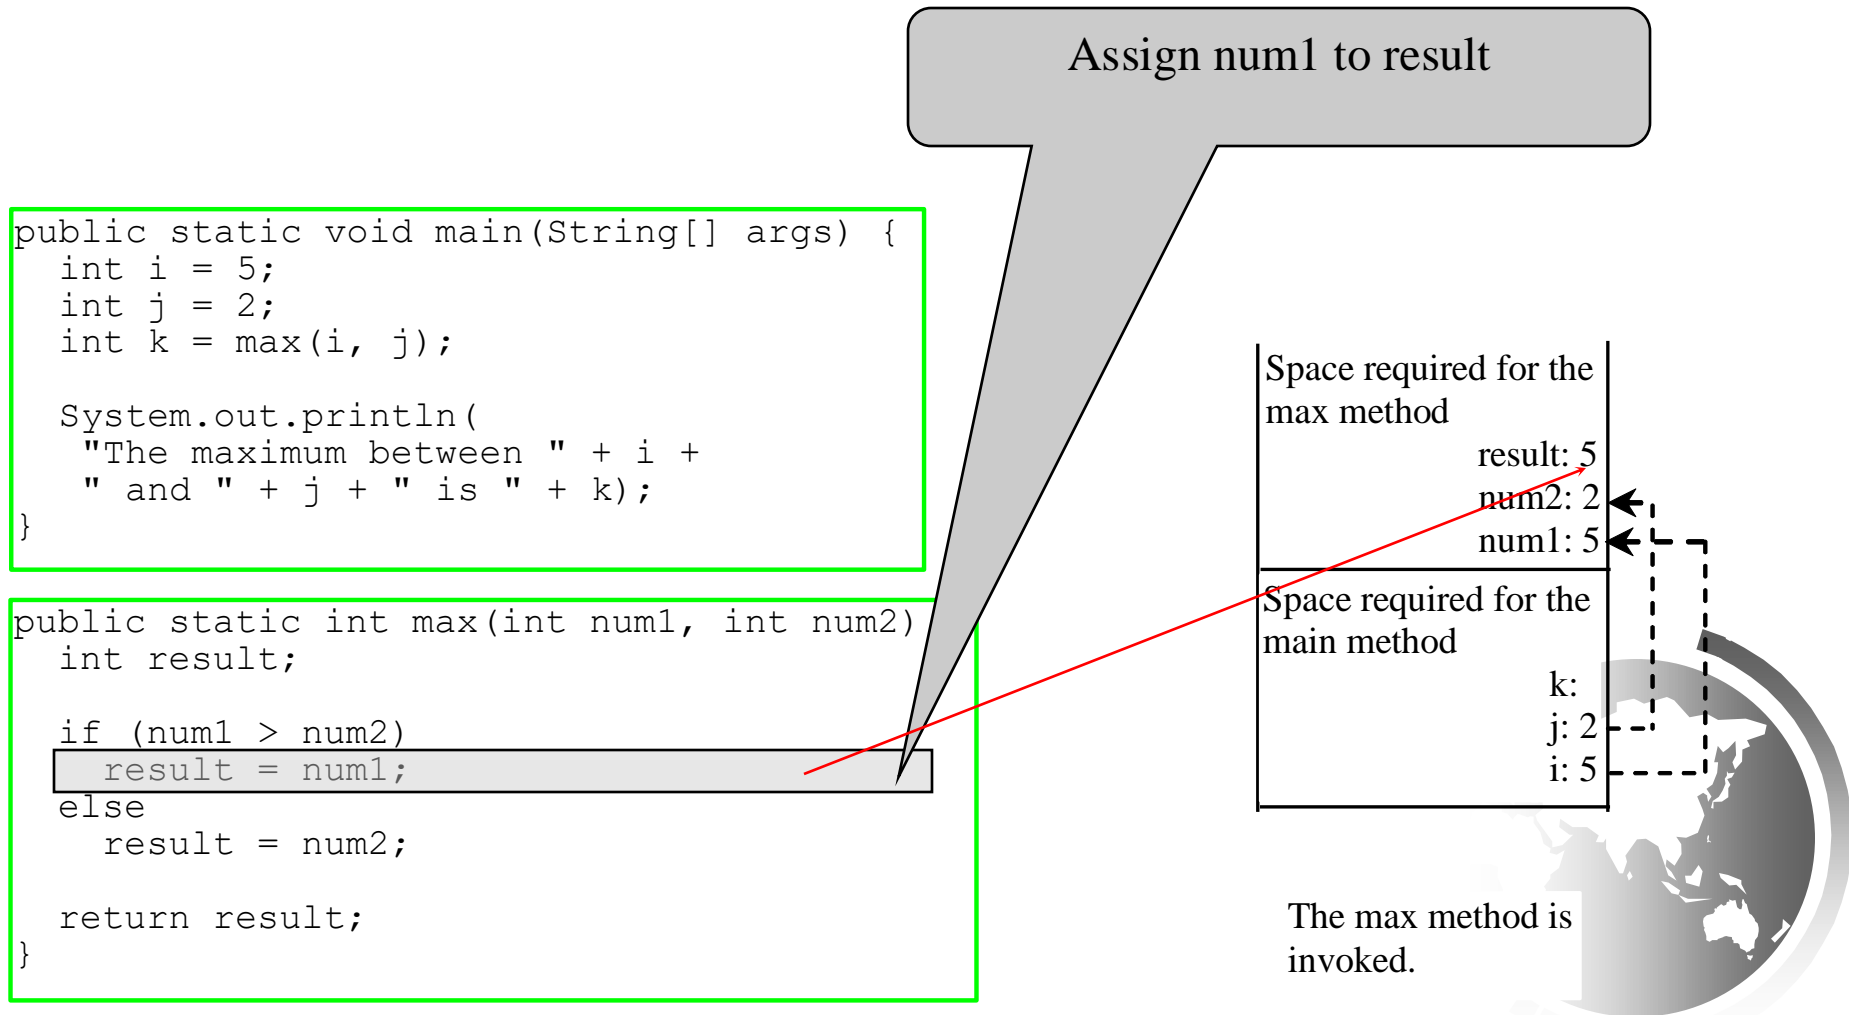 Assign num1 to result
public static void main(String[] args) {
  int i = 5;
  int j = 2;
  int k = max(i, j);
  System.out.println(
   "The maximum between " + i +
   " and " + j + " is " + k);
}
public static int max(int num1, int num2)
  int result;
  if (num1 > num2)
    result = num1;
  else
    result = num2;
  return result;
}
Space required for the
max method
result: 5
num2: 2
num1: 5
Space required for the
main method
k:
j: 2
i: 5
The max method is
invoked.